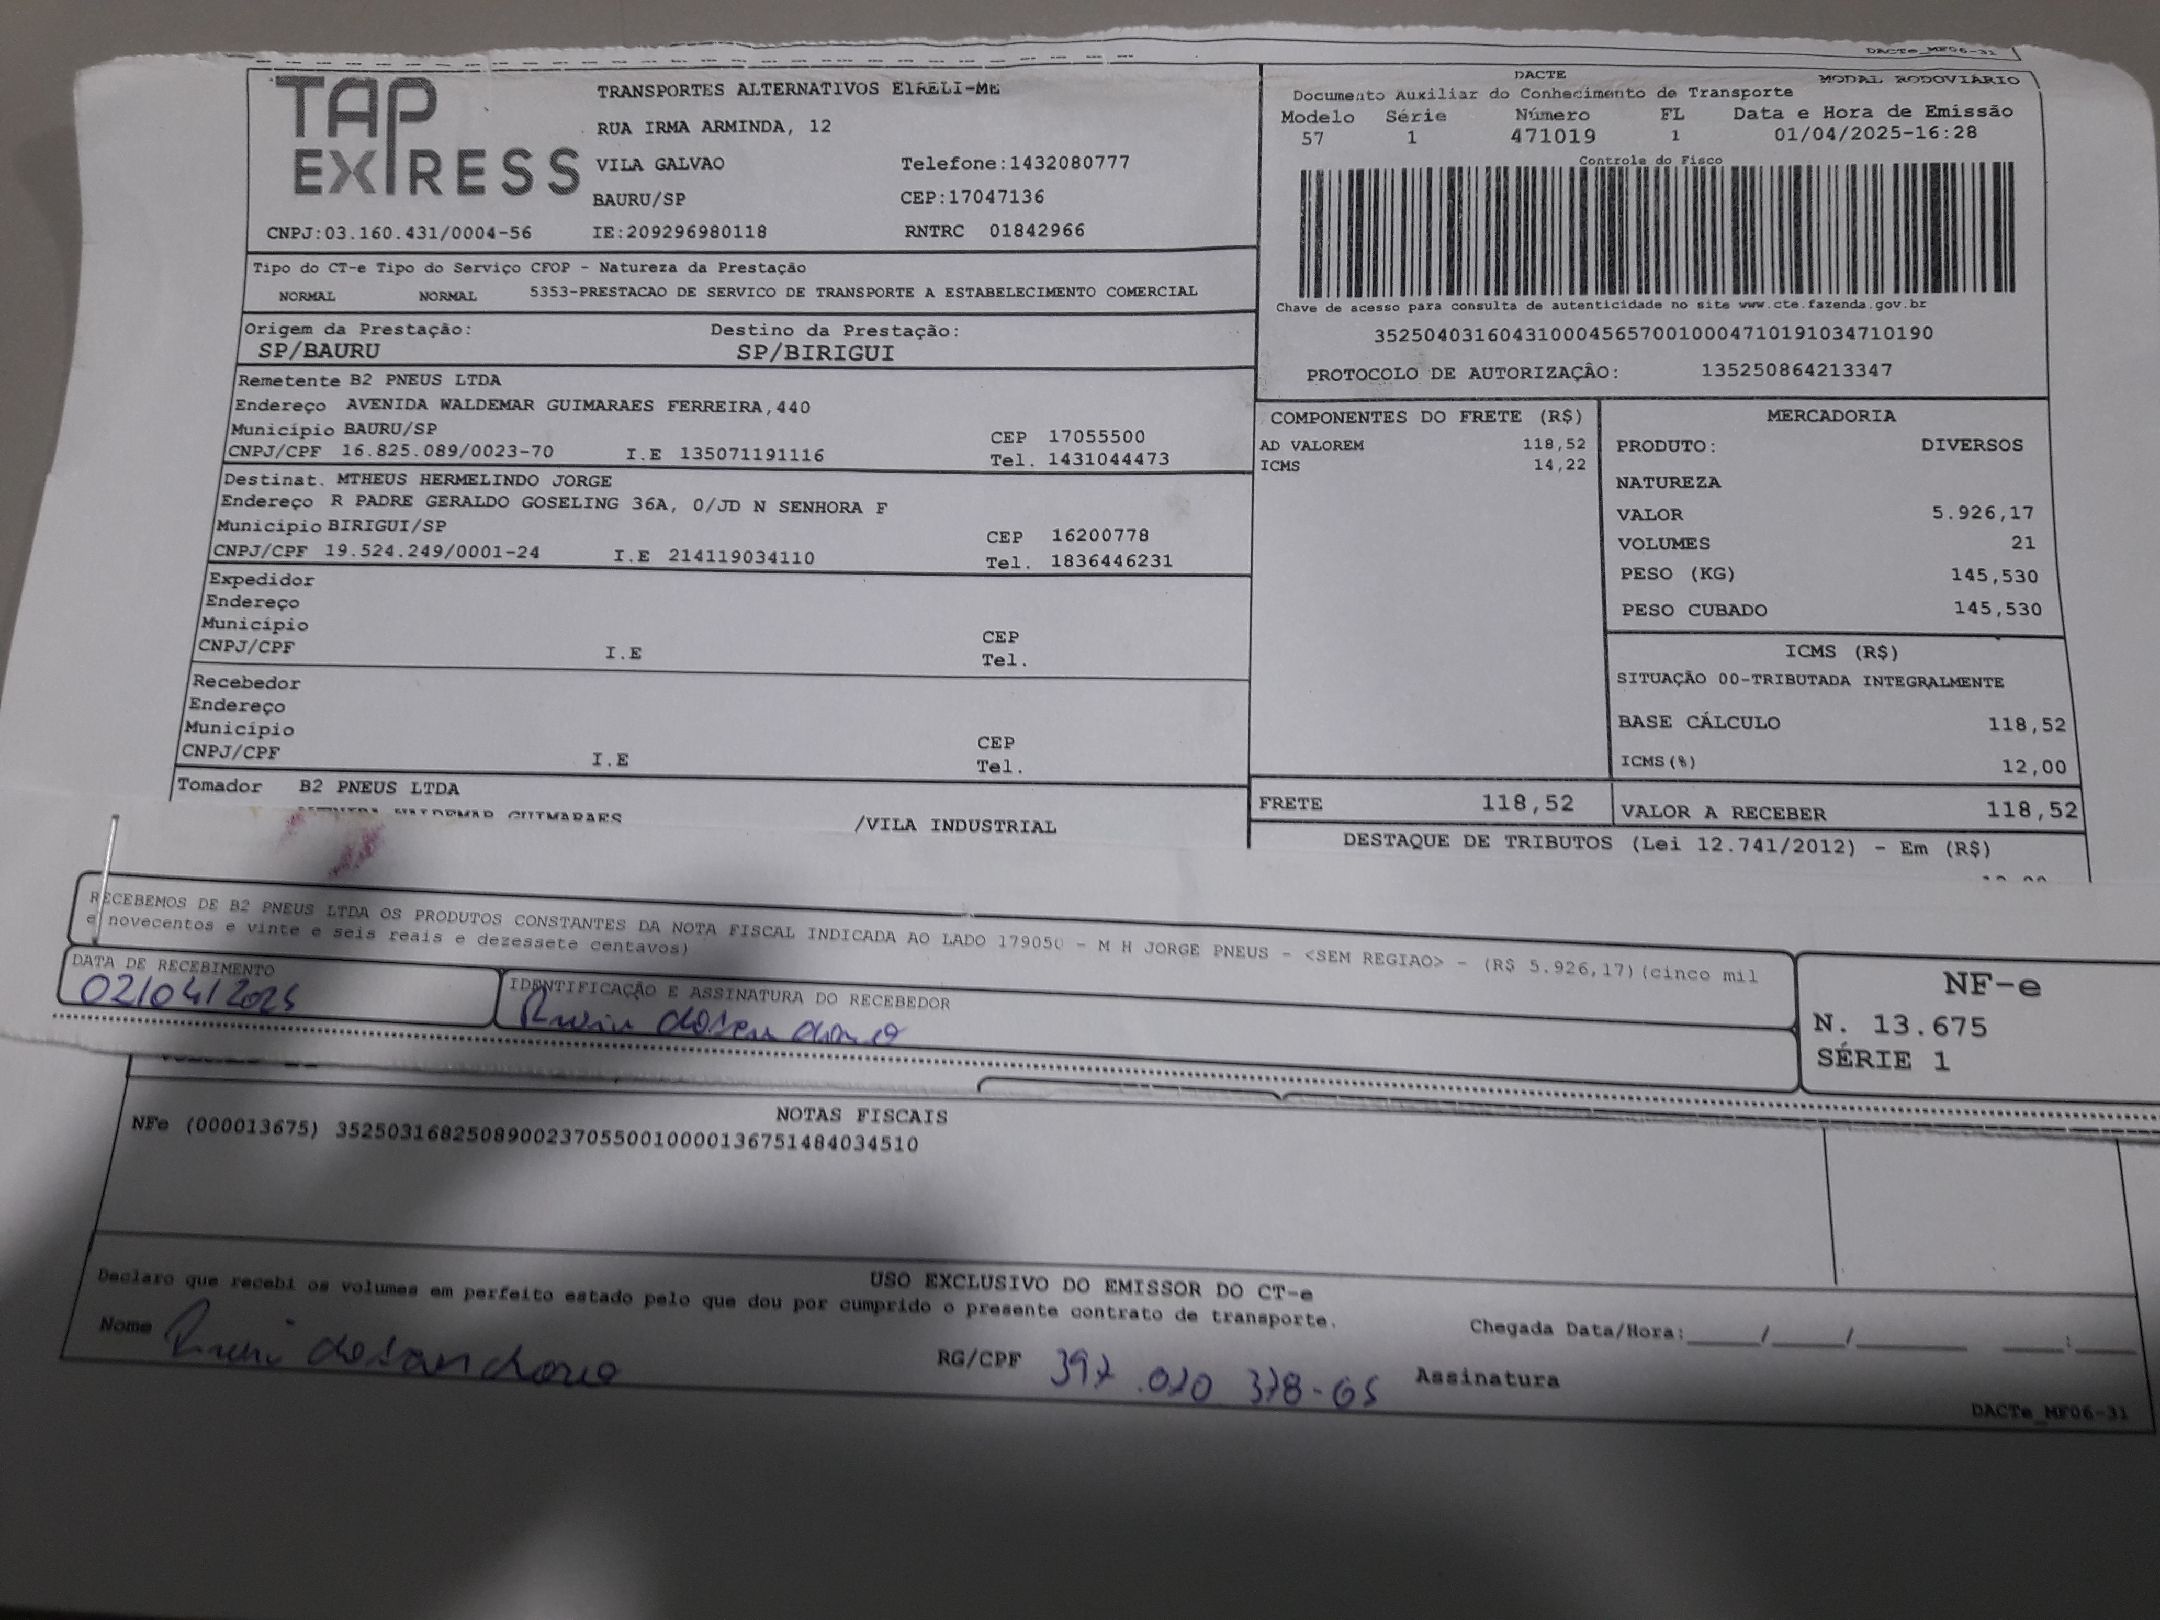 DACTe_MF06-31
TAP EXPRESS
TRANSPORTES ALTERNATIVOS EIRELI-ME
RUA IRMA ARMINDA, 12
VILA GALVAO Telefone:1432080777
BAURU/SP CEP:17047136
CNPJ:03.160.431/0004-56 IE:209296980118 RNTRC 01842966
DACTE MODAL RODOVIÁRIO
Documento Auxiliar do Conhecimento de Transporte
Modelo Série Número FL Data e Hora de Emissão
57 1 471019 1 01/04/2025-16:28
Controle do Fisco
Chave de acesso para consulta de autenticidade no site www.cte.fazenda.gov.br
35250403160431000456570010004710191034710190
PROTOCOLO DE AUTORIZAÇÃO: 135250864213347
Tipo do CT-e Tipo do Serviço CFOP - Natureza da Prestação
NORMAL NORMAL 5353-PRESTACAO DE SERVICO DE TRANSPORTE A ESTABELECIMENTO COMERCIAL
Origem da Prestação: Destino da Prestação:
SP/BAURU SP/BIRIGUI
Remetente B2 PNEUS LTDA
Endereço AVENIDA WALDEMAR GUIMARAES FERREIRA,440
Município BAURU/SP CEP 17055500
CNPJ/CPF 16.825.089/0023-70 I.E 135071191116 Tel. 1431044473
Destinat. MTHEUS HERMELINDO JORGE
Endereço R PADRE GERALDO GOSELING 36A, 0/JD N SENHORA F
Município BIRIGUI/SP CEP 16200778
CNPJ/CPF 19.524.249/0001-24 I.E 214119034110 Tel. 1836446231
Expedidor
Endereço
Município CEP
CNPJ/CPF I.E Tel.
Recebedor
Endereço
Município CEP
CNPJ/CPF I.E Tel.
Tomador B2 PNEUS LTDA
WALDEMAR GUIMARAES /VILA INDUSTRIAL
COMPONENTES DO FRETE (R$)
AD VALOREM 118,52
ICMS 14,22
MERCADORIA
PRODUTO: DIVERSOS
NATUREZA
VALOR 5.926,17
VOLUMES 21
PESO (KG) 145,530
PESO CUBADO 145,530
ICMS (R$)
SITUAÇÃO 00-TRIBUTADA INTEGRALMENTE
BASE CÁLCULO 118,52
ICMS(%) 12,00
FRETE 118,52 VALOR A RECEBER 118,52
DESTAQUE DE TRIBUTOS (Lei 12.741/2012) - Em (R$)
RECEBEMOS DE B2 PNEUS LTDA OS PRODUTOS CONSTANTES DA NOTA FISCAL INDICADA AO LADO 179050 - M H JORGE PNEUS - <SEM REGIAO> - (R$ 5.926,17)(cinco mil
e novecentos e vinte e seis reais e dezessete centavos)
DATA DE RECEBIMENTO IDENTIFICAÇÃO E ASSINATURA DO RECEBEDOR
02/04/2025
NF-e
N. 13.675
SÉRIE 1
NOTAS FISCAIS
NFe (000013675) 35250316825089002370550010000136751484034510
USO EXCLUSIVO DO EMISSOR DO CT-e
Declaro que recebi os volumes em perfeito estado pelo que dou por cumprido o presente contrato de transporte.
Chegada Data/Hora:_____/_____/________ ____:____
Nome RG/CPF Assinatura
DACTe_MF06-31